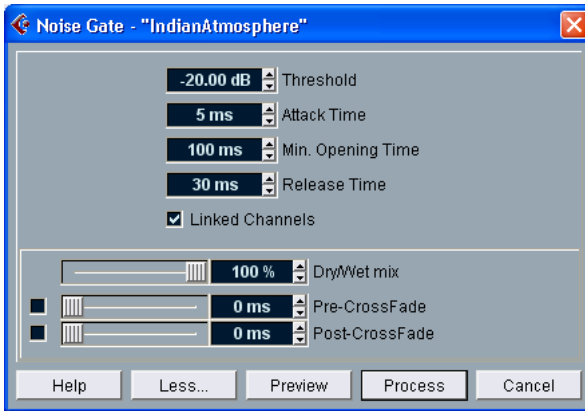 Noise Gate - "IndianAtmosphere"
-20.00 dB Threshold
5 ms Attack Time
100 ms Min. Opening Time
30 ms Release Time
Linked Channels
100 % Dry/Wet mix
0 ms Pre-CrossFade
0 ms Post-CrossFade
Help Less... Preview Process Cancel